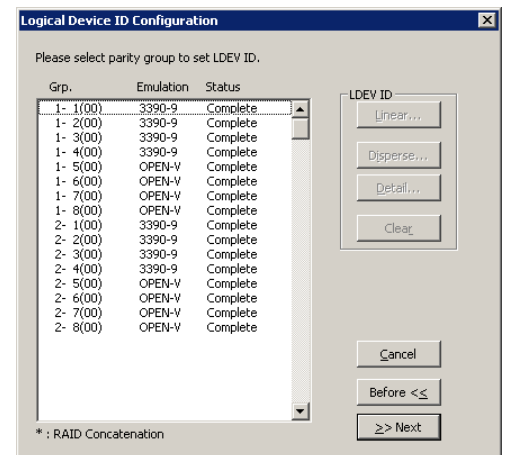 Logical Device ID Configuration
Please select parity group to set LDEV ID.
Grp. Emulation Status
1- 1(00) 3390-9 Complete
1- 2(00) 3390-9 Complete
1- 3(00) 3390-9 Complete
1- 4(00) 3390-9 Complete
1- 5(00) OPEN-V Complete
1- 6(00) OPEN-V Complete
1- 7(00) OPEN-V Complete
1- 8(00) OPEN-V Complete
2- 1(00) 3390-9 Complete
2- 2(00) 3390-9 Complete
2- 3(00) 3390-9 Complete
2- 4(00) 3390-9 Complete
2- 5(00) OPEN-V Complete
2- 6(00) OPEN-V Complete
2- 7(00) OPEN-V Complete
2- 8(00) OPEN-V Complete
* : RAID Concatenation
LDEV ID
Linear...
Disperse...
Detail...
Clear
Cancel
Before <<
>> Next